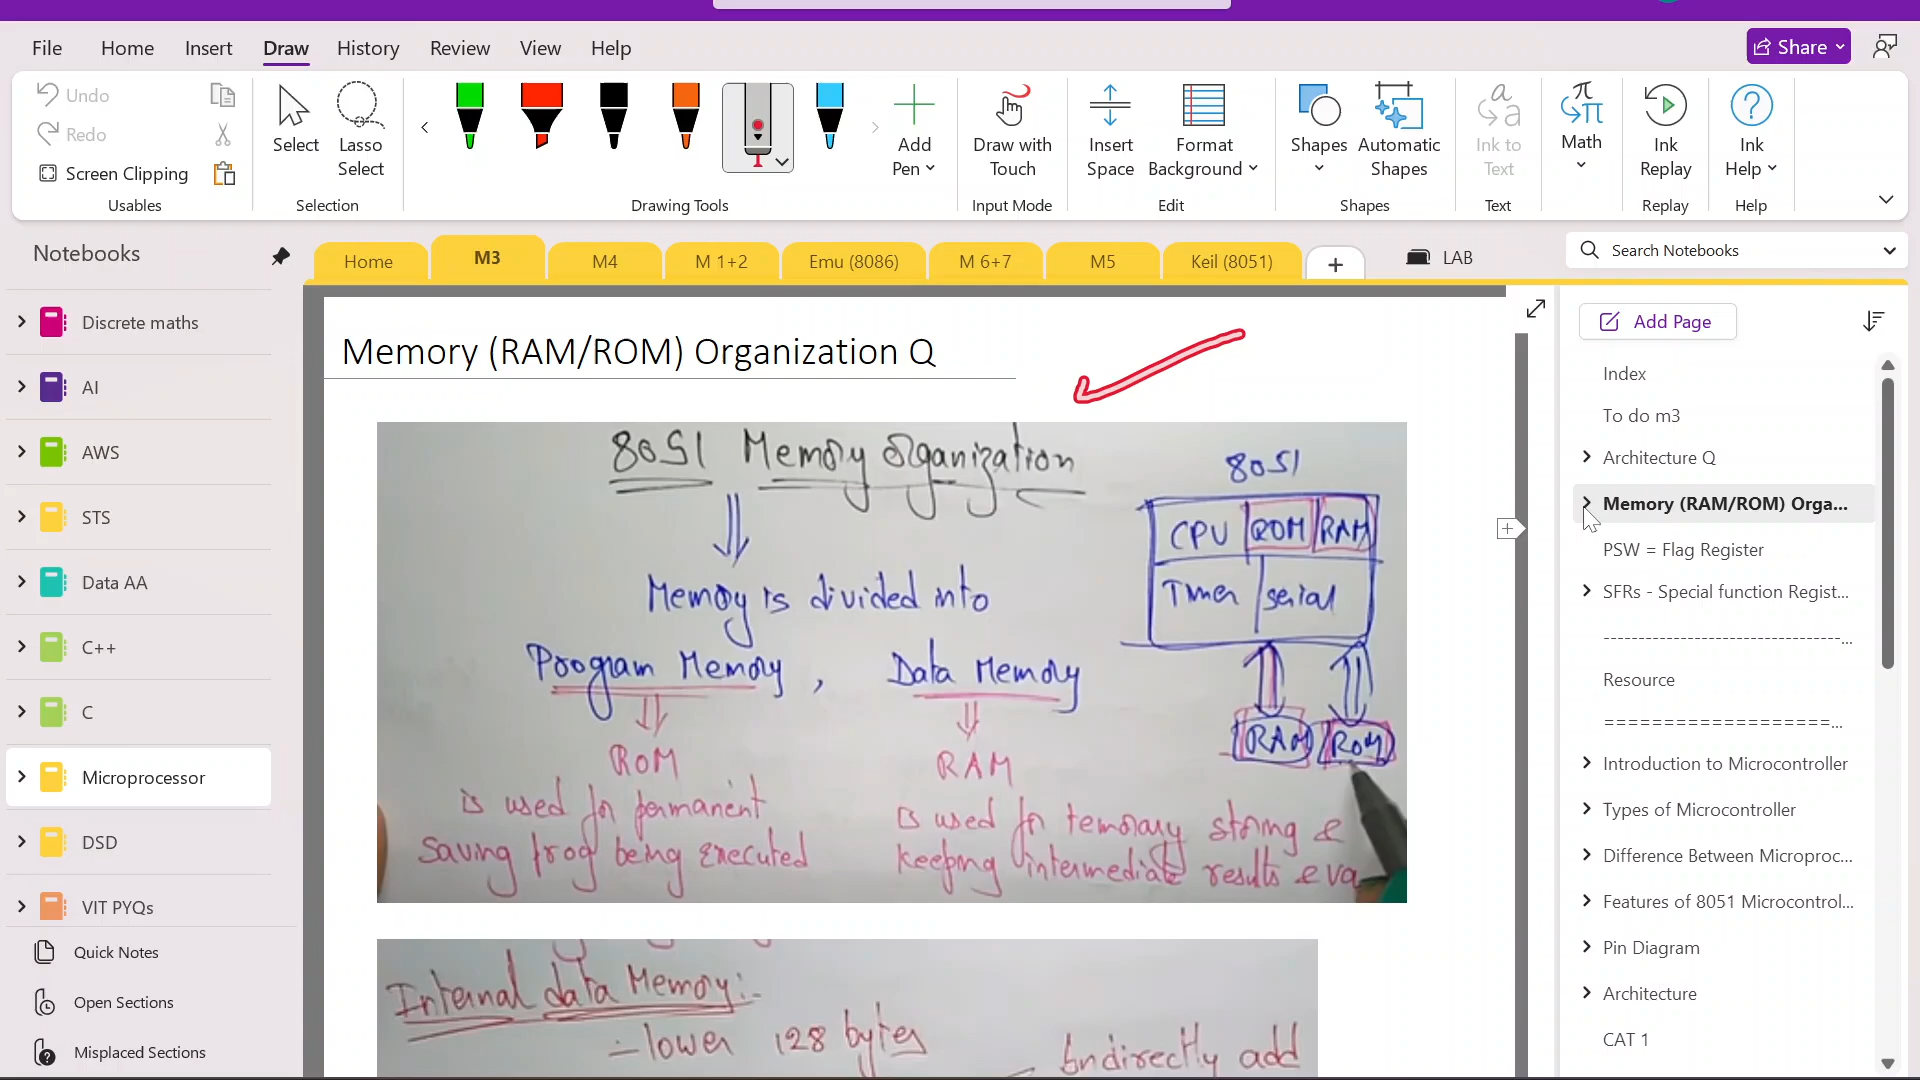 File Home Insert Draw History Review View Help
Share
Undo
Redo
Screen Clipping
Usables
Select
Lasso
Select
Selection
Drawing Tools
Add
Pen
Draw with
Touch
Input Mode
Insert
Space
Format
Background
Edit
Shapes
Automatic
Shapes
Shapes
Ink to
Text
Text
Math
Ink
Replay
Replay
Ink
Help
Help
Notebooks
Discrete maths
AI
AWS
STS
Data AA
C++
C
Microprocessor
DSD
VIT PYQs
Quick Notes
Open Sections
Misplaced Sections
Home M3 M4 M 1+2 Emu (8086) M 6+7 M5 Keil (8051) + LAB
Search Notebooks
Memory (RAM/ROM) Organization Q
8051 Memory organization
Memory is divided into
Program Memory , Data Memory
ROM
is used for permanent
saving prog being executed
RAM
is used for temorary storing &
keeping intermediate results & va
8051
CPU ROM RAM
Timer serial
RAM ROM
Internal data Memory:-
- lower 128 bytes
Indirectly add
Add Page
Index
To do m3
Architecture Q
Memory (RAM/ROM) Orga...
PSW = Flag Register
SFRs - Special function Regist...
----------------------------------...
Resource
===================...
Introduction to Microcontroller
Types of Microcontroller
Difference Between Microproc...
Features of 8051 Microcontrol...
Pin Diagram
Architecture
CAT 1